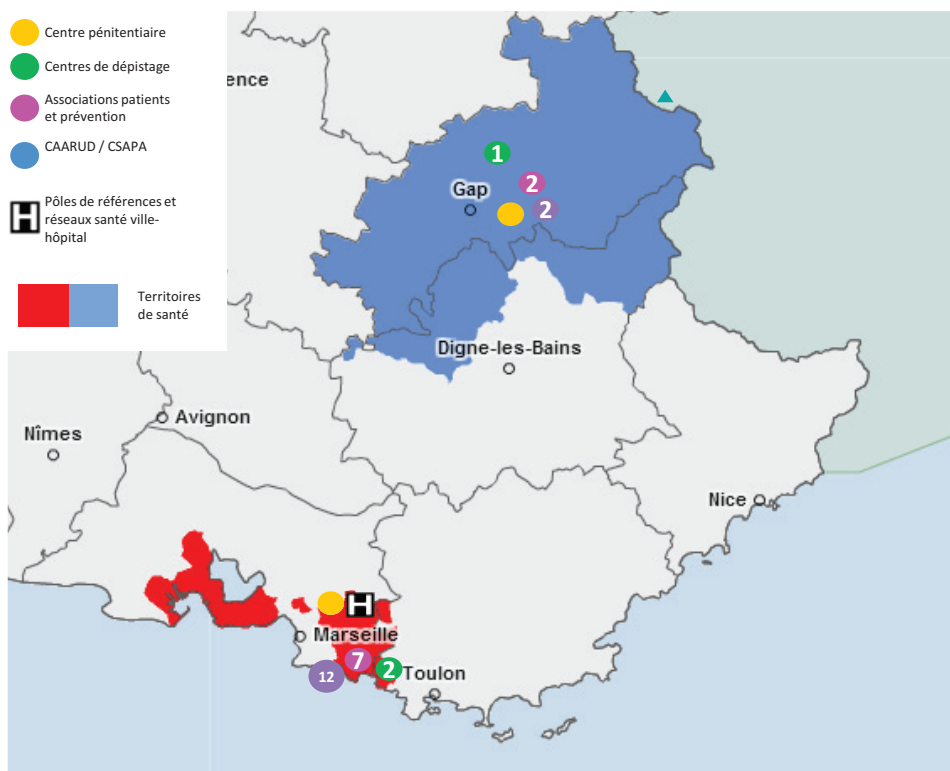 Centre pénitentiaire
Centres de dépistage
Associations patients
et prévention
CAARUD / CSAPA
H
Pôles de références et
réseaux santé ville-
hôpital
Territoires
de santé
ence
1
2
Gap
2
Digne-les-Bains
Avignon
Nîmes
Nice
H
Marseille
7
2
Toulon
12